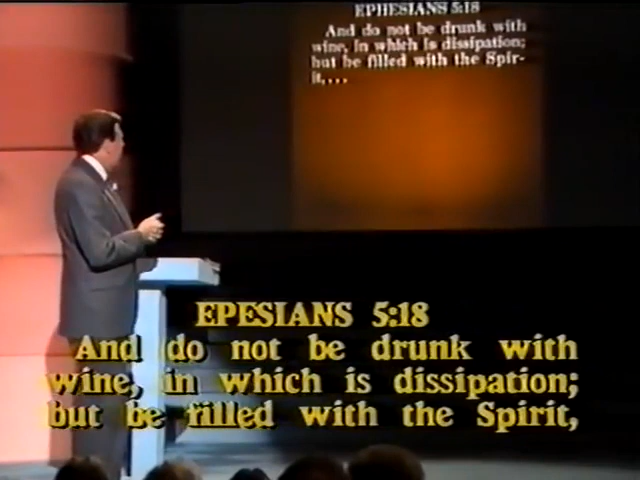 EPHESIANS 5:18
And do not be drunk with
wine, in which is dissipation;
but be filled with the Spir-
it,...
EPESIANS 5:18
And do not be drunk with
wine, in which is dissipation;
but be filled with the Spirit,